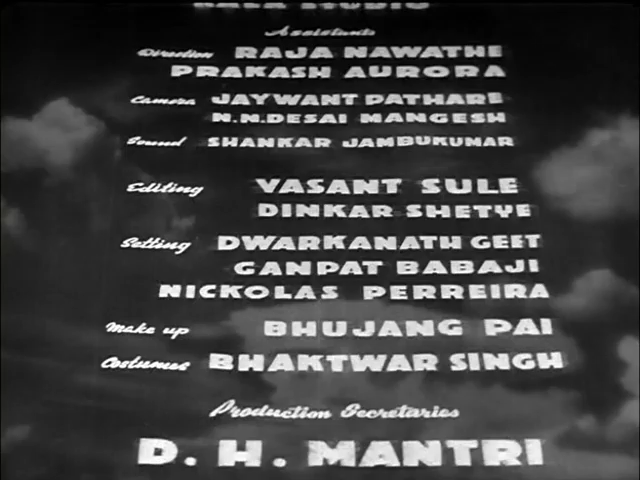 Assistants
Direction RAJA NAWATHE
PRAKASH AURORA
Camera JAYWANT PATHARE
N.N.DESAI MANGESH
Sound SHANKAR JAMBUKUMAR
Editing VASANT SULE
DINKAR SHETYE
Setting DWARKANATH GEET
GANPAT BABAJI
NICKOLAS PERREIRA
Make up BHUJANG PAI
Costumes BHAKTWAR SINGH
Production Secretaries
D. H. MANTRI